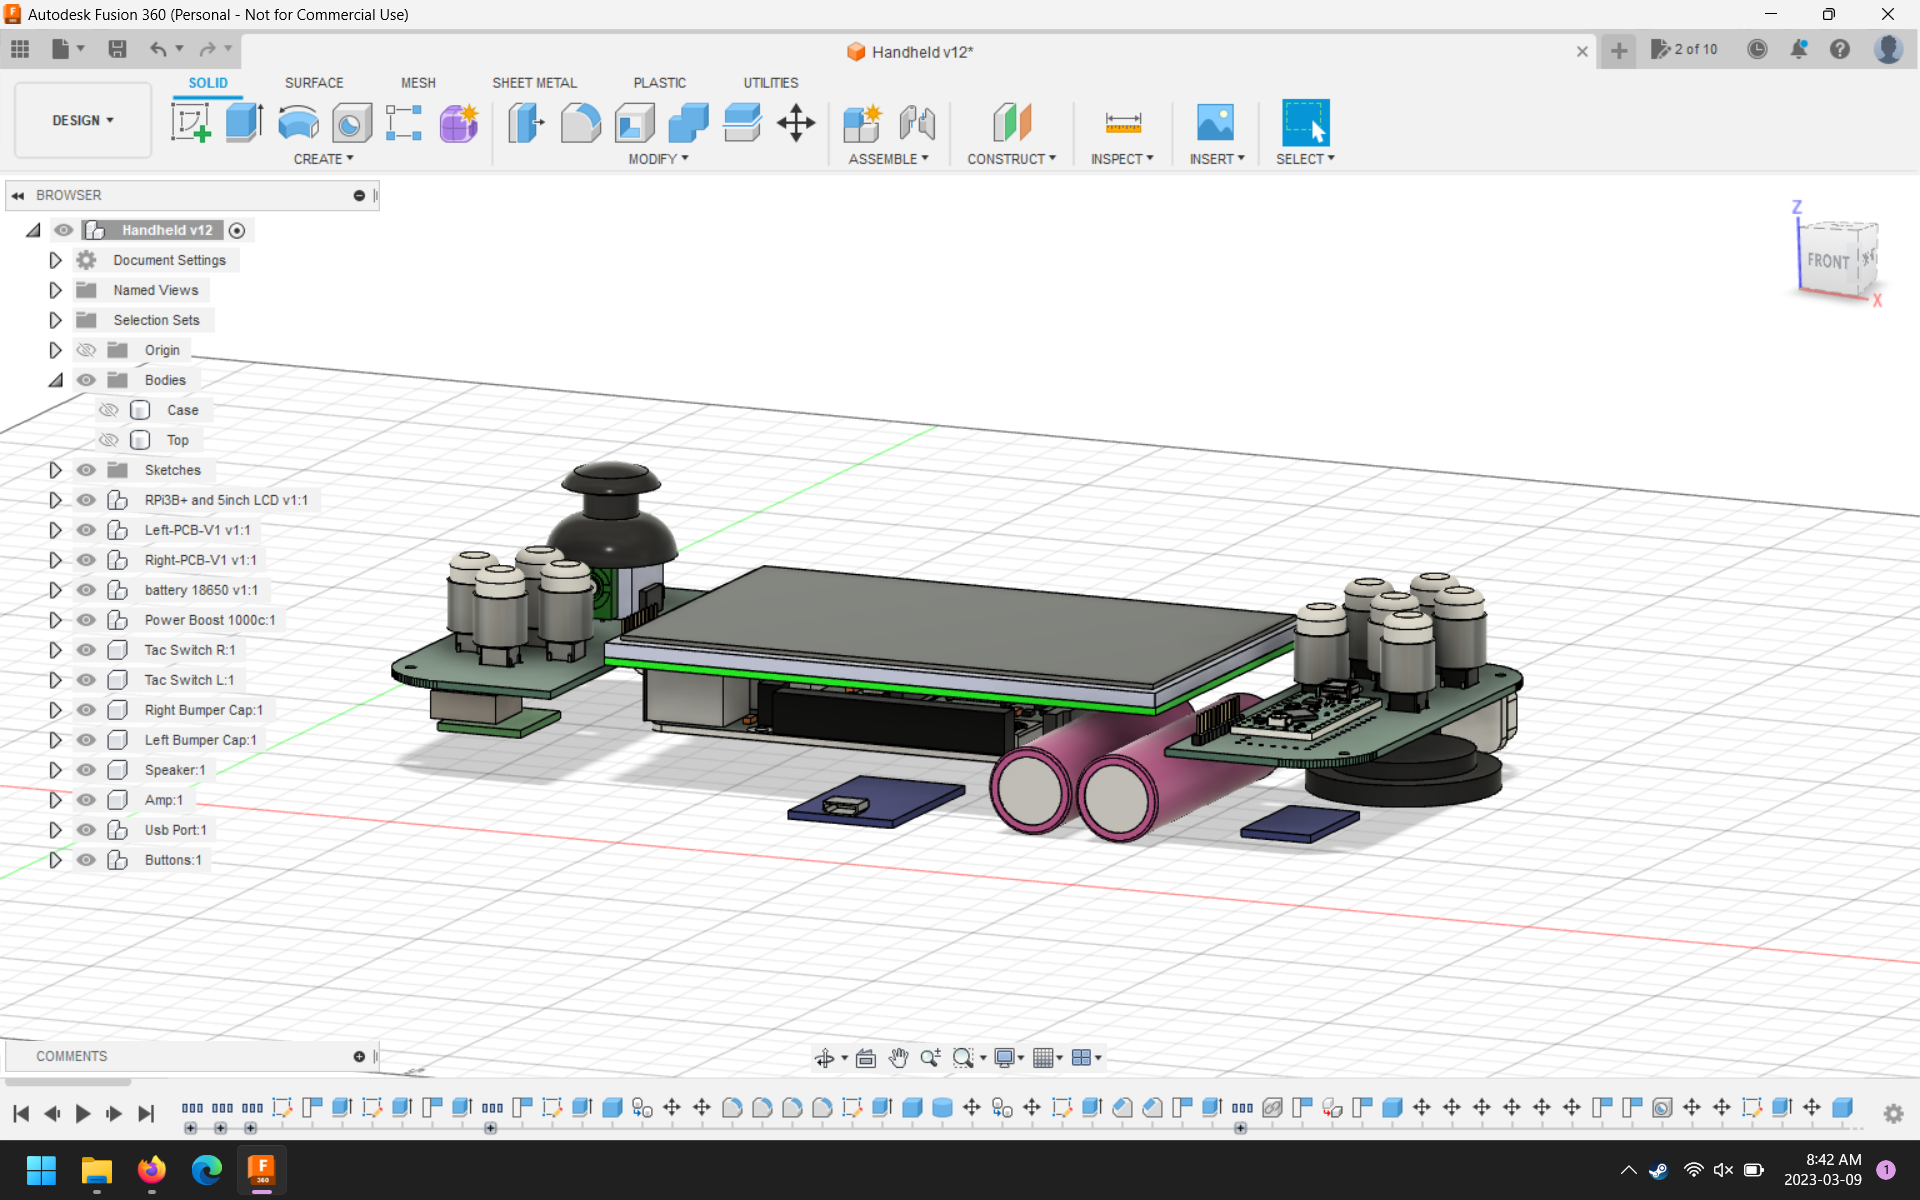 Autodesk Fusion 360 (Personal - Not for Commercial Use)
Handheld v12*
2 of 10
DESIGN
SOLID
SURFACE
MESH
SHEET METAL
PLASTIC
UTILITIES
CREATE
MODIFY
ASSEMBLE
CONSTRUCT
INSPECT
INSERT
SELECT
BROWSER
Handheld v12
Document Settings
Named Views
Selection Sets
Origin
Bodies
Case
Top
Sketches
RPi3B+ and 5inch LCD v1:1
Left-PCB-V1 v1:1
Right-PCB-V1 v1:1
battery 18650 v1:1
Power Boost 1000c:1
Tac Switch R:1
Tac Switch L:1
Right Bumper Cap:1
Left Bumper Cap:1
Speaker:1
Amp:1
Usb Port:1
Buttons:1
Z
FRONT
X
COMMENTS
F
360
8:42 AM
2023-03-09
1